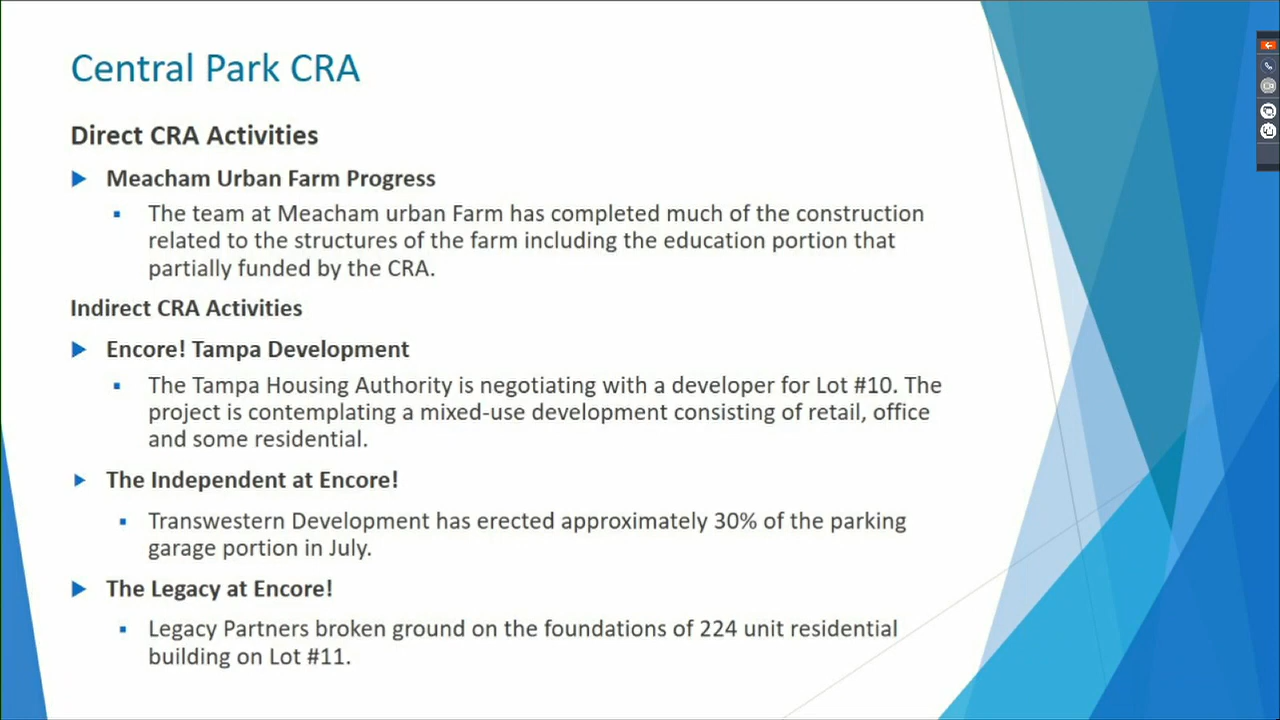 Central Park CRA
Direct CRA Activities
Meacham Urban Farm Progress
The team at Meacham urban Farm has completed much of the construction
related to the structures of the farm including the education portion that
partially funded by the CRA.
Indirect CRA Activities
Encore! Tampa Development
The Tampa Housing Authority is negotiating with a developer for Lot #10. The
project is contemplating a mixed-use development consisting of retail, office
and some residential.
The Independent at Encore!
Transwestern Development has erected approximately 30% of the parking
garage portion in July.
The Legacy at Encore!
Legacy Partners broken ground on the foundations of 224 unit residential
building on Lot #11.